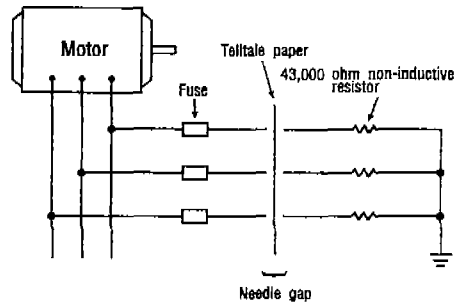 Motor
Telltale paper
43,000 ohm non-inductive
resistor
Fuse
Needle gap